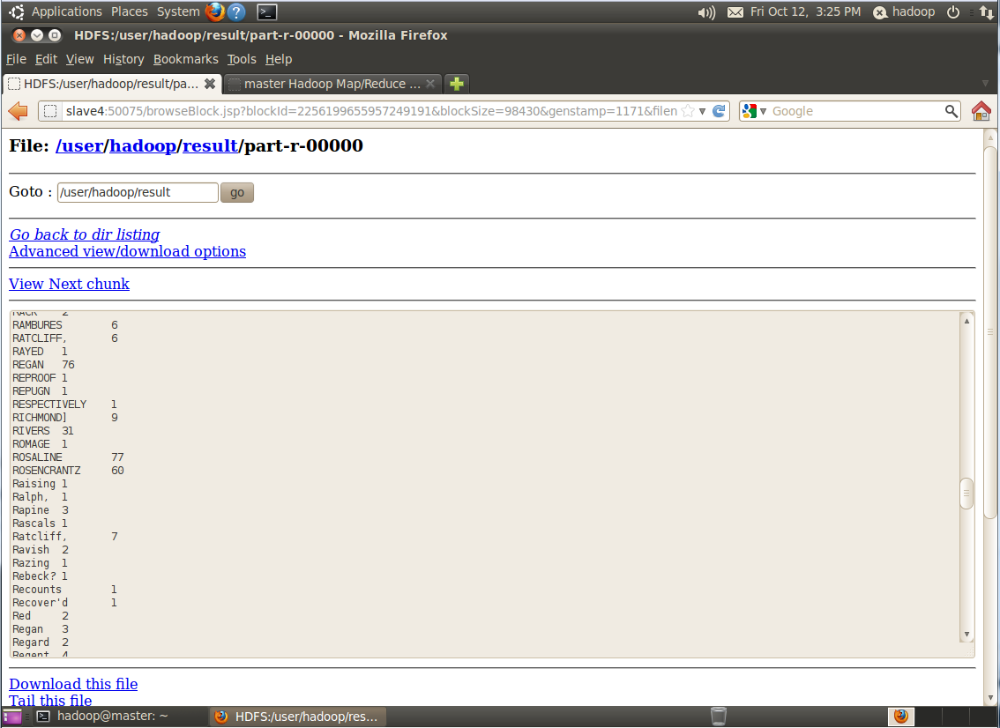 Applications Places System Fri Oct 12, 3:25 PM hadoop
HDFS:/user/hadoop/result/part-r-00000 - Mozilla Firefox
File Edit View History Bookmarks Tools Help
HDFS:/user/hadoop/result/pa... master Hadoop Map/Reduce ...
slave4:50075/browseBlock.jsp?blockId=2256199655957249191&blockSize=98430&genstamp=1171&filen Google
File: /user/hadoop/result/part-r-00000
Goto : /user/hadoop/result go
Go back to dir listing
Advanced view/download options
View Next chunk
RACK 2
RAMBURES 6
RATCLIFF, 6
RAYED 1
REGAN 76
REPROOF 1
REPUGN 1
RESPECTIVELY 1
RICHMOND] 9
RIVERS 31
ROMAGE 1
ROSALINE 77
ROSENCRANTZ 60
Raising 1
Ralph, 1
Rapine 3
Rascals 1
Ratcliff, 7
Ravish 2
Razing 1
Rebeck? 1
Recounts 1
Recover'd 1
Red 2
Regan 3
Regard 2
Regent 4
Download this file
Tail this file
hadoop@master: ~ HDFS:/user/hadoop/res...